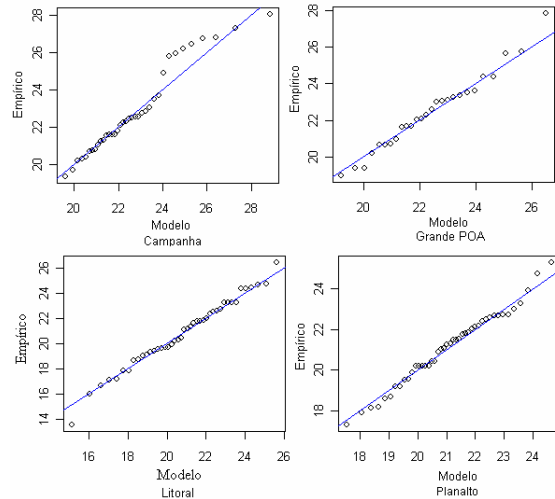 Empírico
20 22 24 26 28
20 22 24 26 28
Modelo
Campanha
Empírico
20 22 24 26 28
20 22 24 26
Modelo
Grande POA
Empírico
14 16 18 20 22 24 26
16 18 20 22 24 26
Modelo
Litoral
Empírico
18 20 22 24
18 19 20 21 22 23 24
Modelo
Planalto